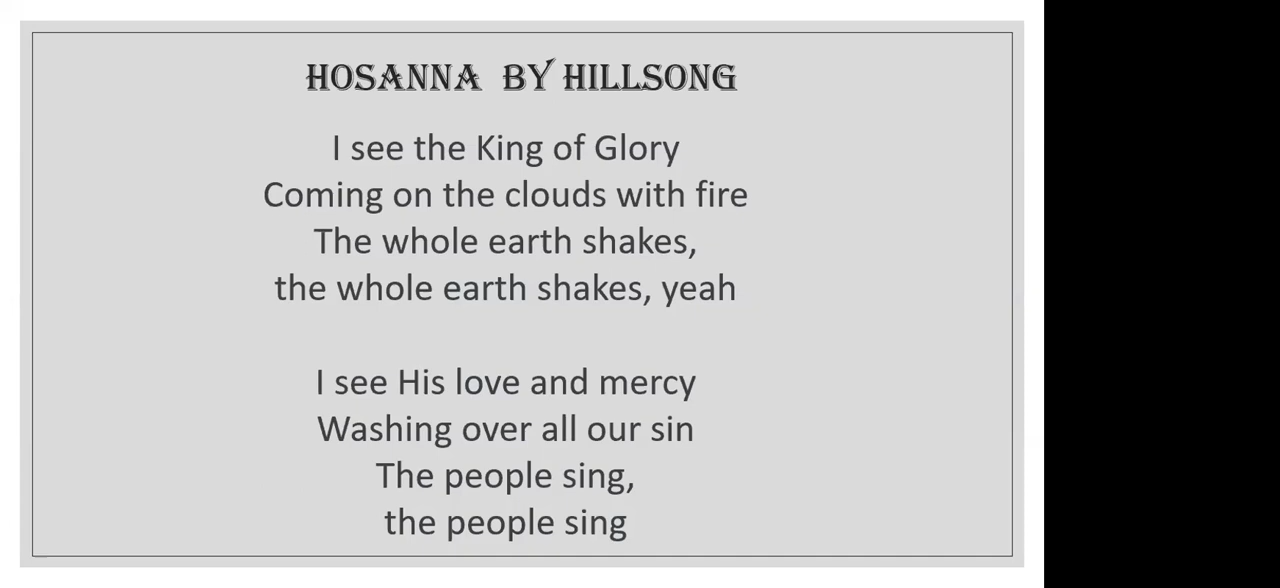 HOSANNA BY HILLSONG
I see the King of Glory
Coming on the clouds with fire
The whole earth shakes,
the whole earth shakes, yeah
I see His love and mercy
Washing over all our sin
The people sing,
the people sing